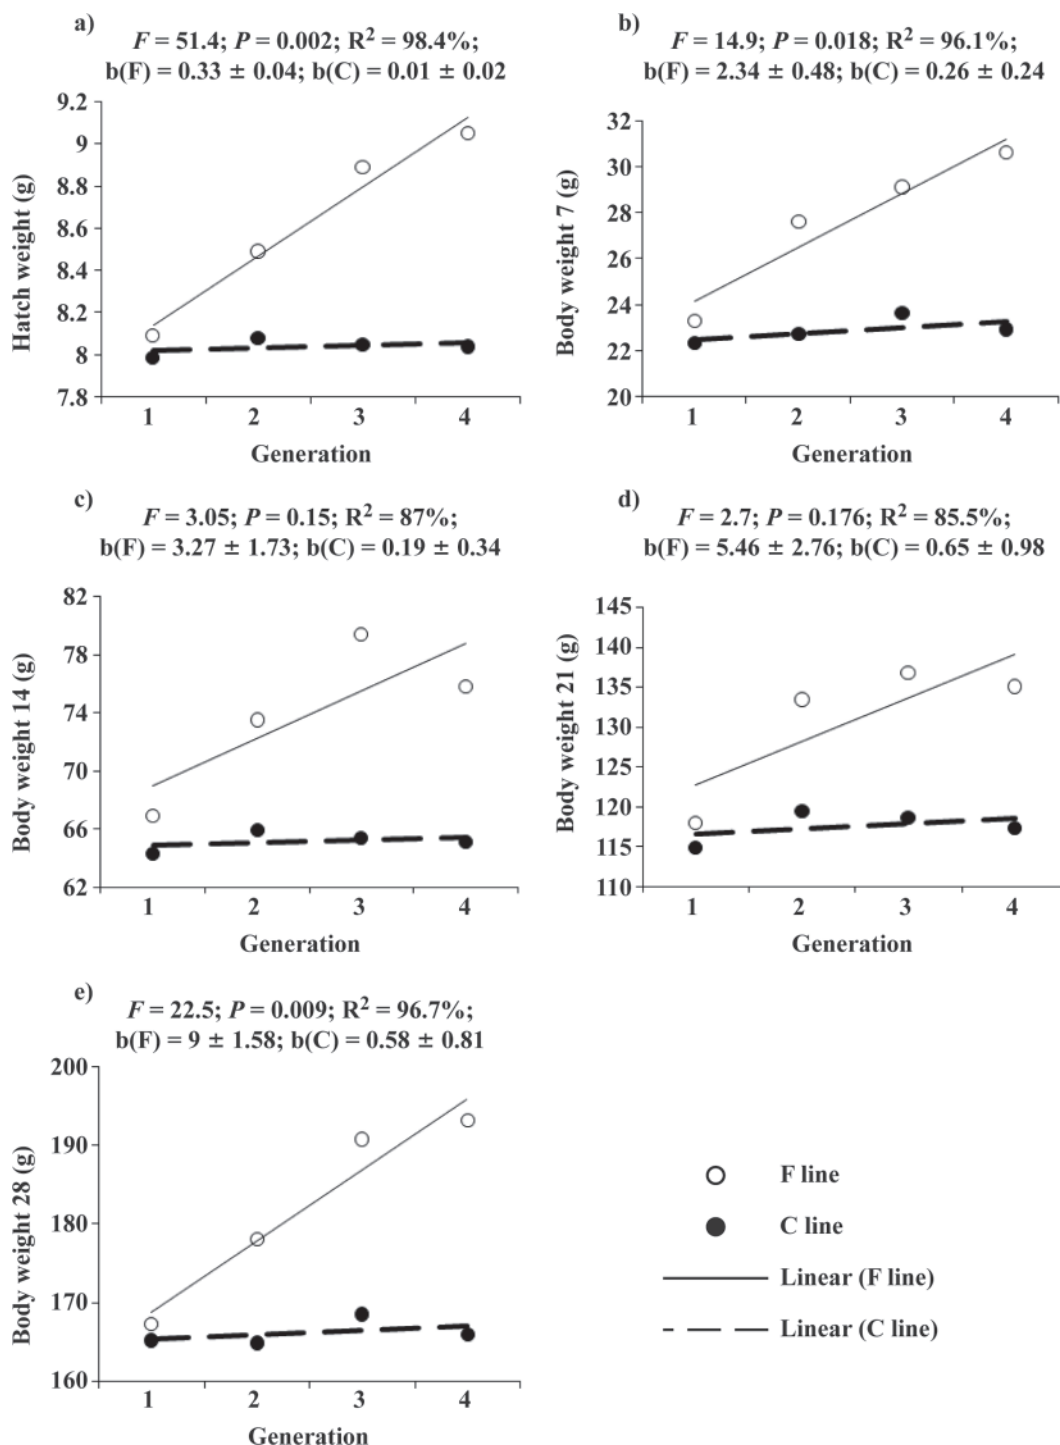 a)
F = 51.4; P = 0.002; R² = 98.4%;
b(F) = 0.33 ± 0.04; b(C) = 0.01 ± 0.02
9.2
9
8.8
8.6
8.4
8.2
8
7.8
Hatch weight (g)
1 2 3 4
Generation
b)
F = 14.9; P = 0.018; R² = 96.1%;
b(F) = 2.34 ± 0.48; b(C) = 0.26 ± 0.24
32
30
28
26
24
22
20
Body weight 7 (g)
1 2 3 4
Generation
c)
F = 3.05; P = 0.15; R² = 87%;
b(F) = 3.27 ± 1.73; b(C) = 0.19 ± 0.34
82
78
74
70
66
62
Body weight 14 (g)
1 2 3 4
Generation
d)
F = 2.7; P = 0.176; R² = 85.5%;
b(F) = 5.46 ± 2.76; b(C) = 0.65 ± 0.98
145
140
135
130
125
120
115
110
Body weight 21 (g)
1 2 3 4
Generation
e)
F = 22.5; P = 0.009; R² = 96.7%;
b(F) = 9 ± 1.58; b(C) = 0.58 ± 0.81
200
190
180
170
160
Body weight 28 (g)
1 2 3 4
Generation
F line
C line
Linear (F line)
Linear (C line)